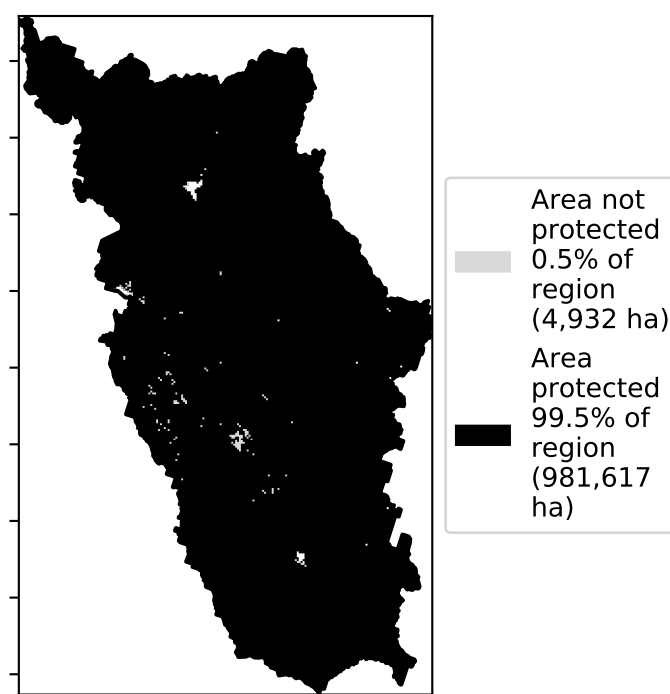 Area not
protected
0.5% of
region
(4,932 ha)
Area
protected
99.5% of
region
(981,617
ha)